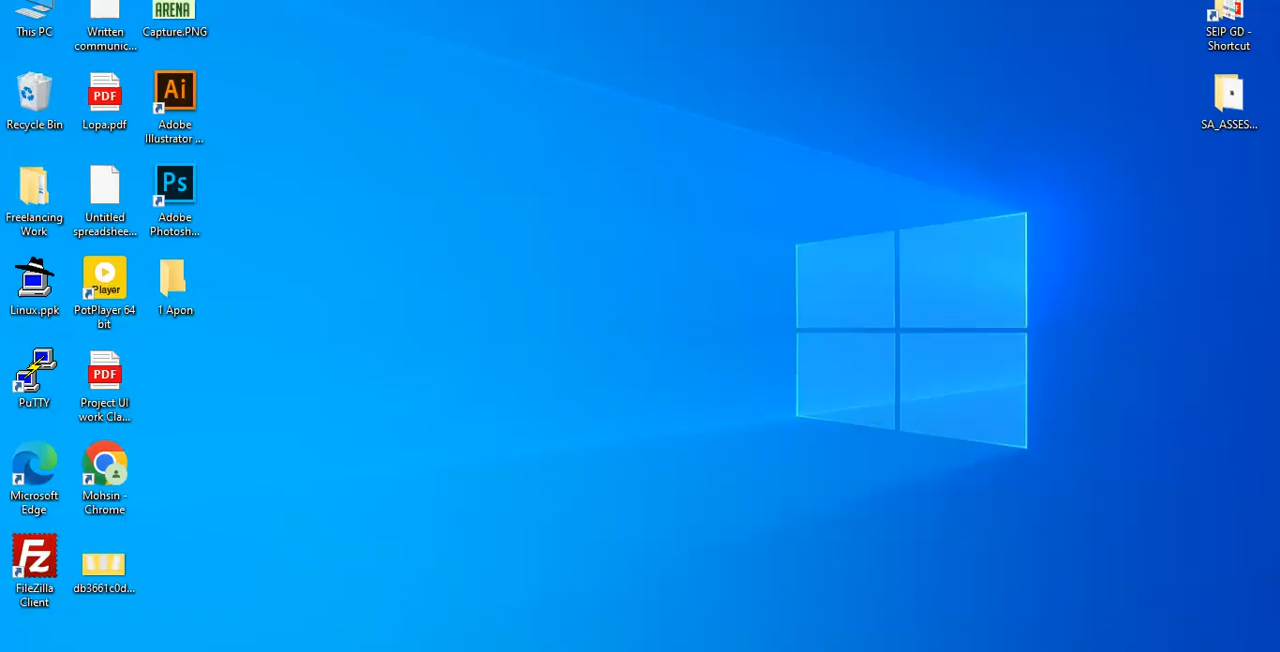 This PC
Written
communic...
ARENA
Capture.PNG
SEIP GD -
Shortcut
Recycle Bin
PDF
Lopa.pdf
Ai
Adobe
Illustrator ...
SA_ASSES...
Freelancing
Work
Untitled
spreadshee...
Ps
Adobe
Photosh...
Linux.ppk
Player
PotPlayer 64
bit
1 Apon
PuTTY
PDF
Project UI
work Cla...
Microsoft
Edge
Mohsin -
Chrome
Fz
FileZilla
Client
db3661c0d...